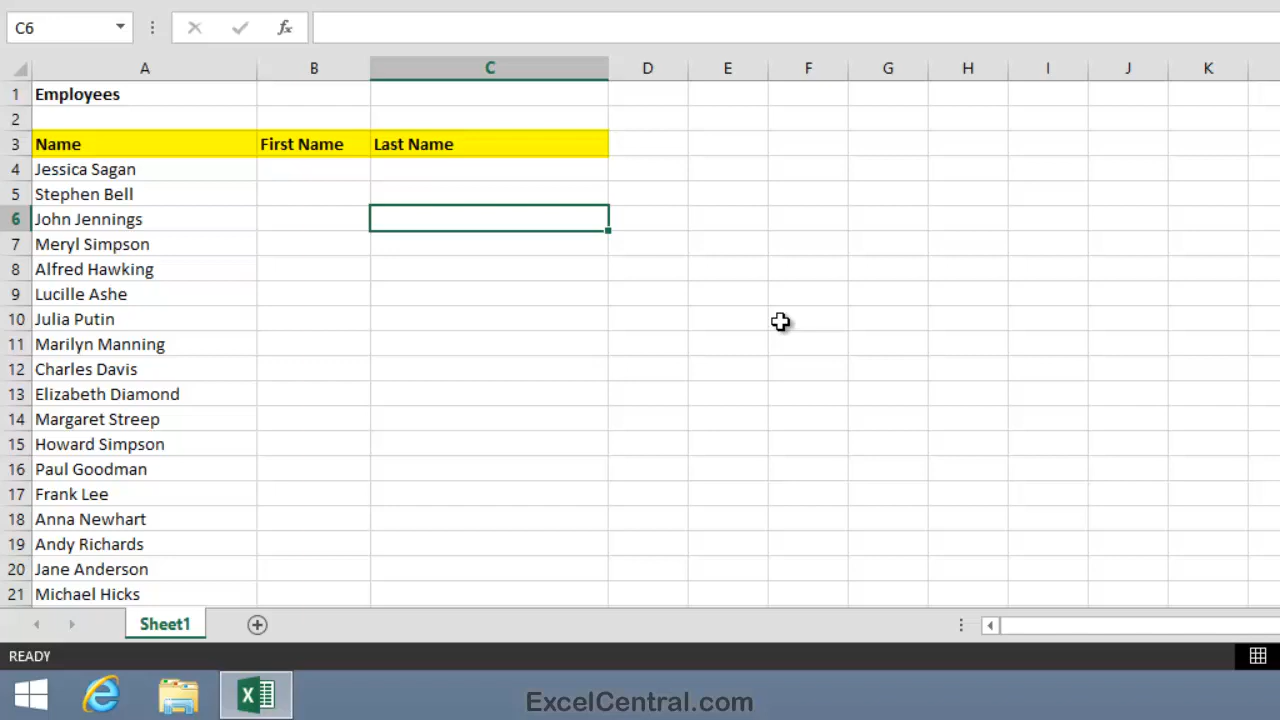 C6
fx
A B C D E F G H I J K
1 Employees
2
3 Name First Name Last Name
4 Jessica Sagan
5 Stephen Bell
6 John Jennings
7 Meryl Simpson
8 Alfred Hawking
9 Lucille Ashe
10 Julia Putin
11 Marilyn Manning
12 Charles Davis
13 Elizabeth Diamond
14 Margaret Streep
15 Howard Simpson
16 Paul Goodman
17 Frank Lee
18 Anna Newhart
19 Andy Richards
20 Jane Anderson
21 Michael Hicks
Sheet1
READY
ExcelCentral.com